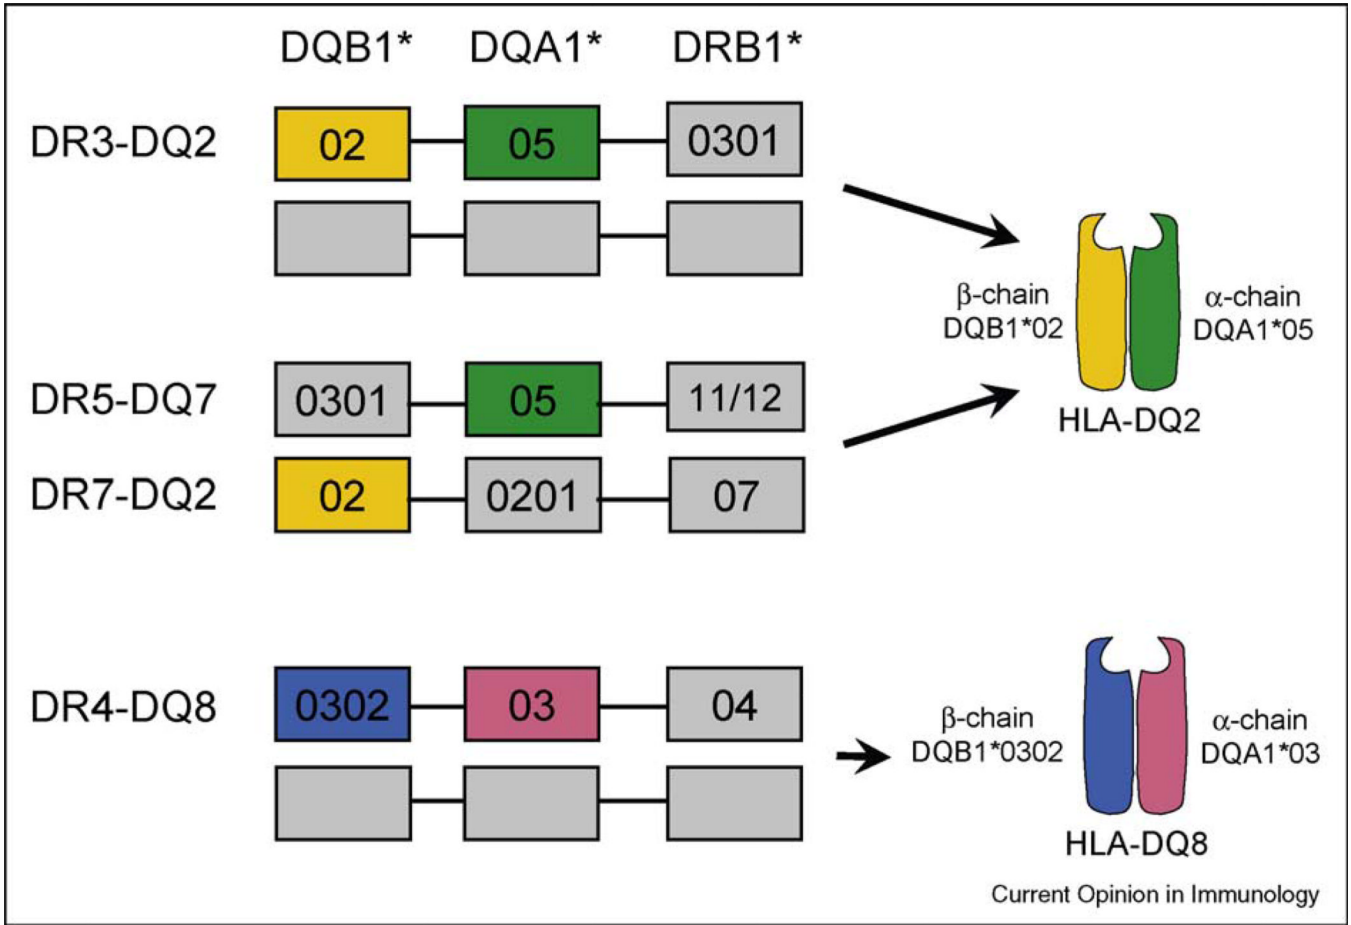 DQB1* DQA1* DRB1*
DR3-DQ2 02 05 0301
β-chain
DQB1*02
α-chain
DQA1*05
HLA-DQ2
DR5-DQ7 0301 05 11/12
DR7-DQ2 02 0201 07
DR4-DQ8 0302 03 04
β-chain
DQB1*0302
α-chain
DQA1*03
HLA-DQ8
Current Opinion in Immunology